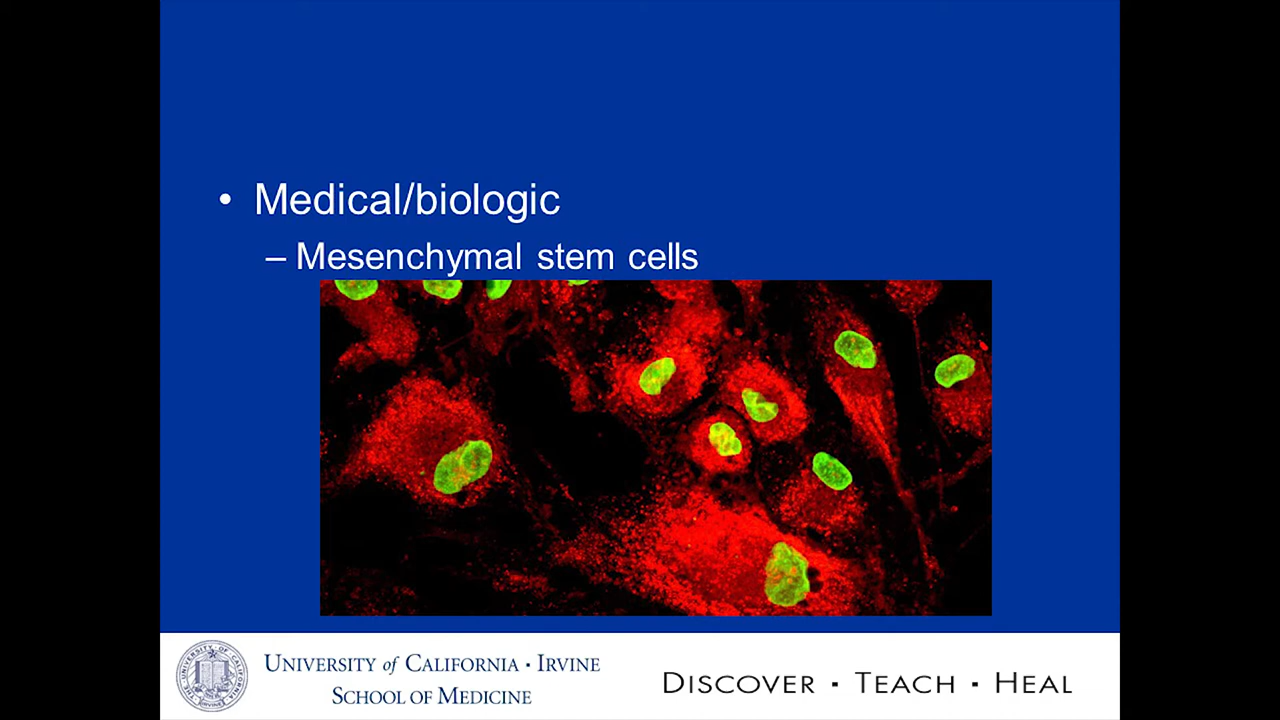 • Medical/biologic
– Mesenchymal stem cells
UNIVERSITY of CALIFORNIA · IRVINE
SCHOOL OF MEDICINE
DISCOVER ▪ TEACH ▪ HEAL